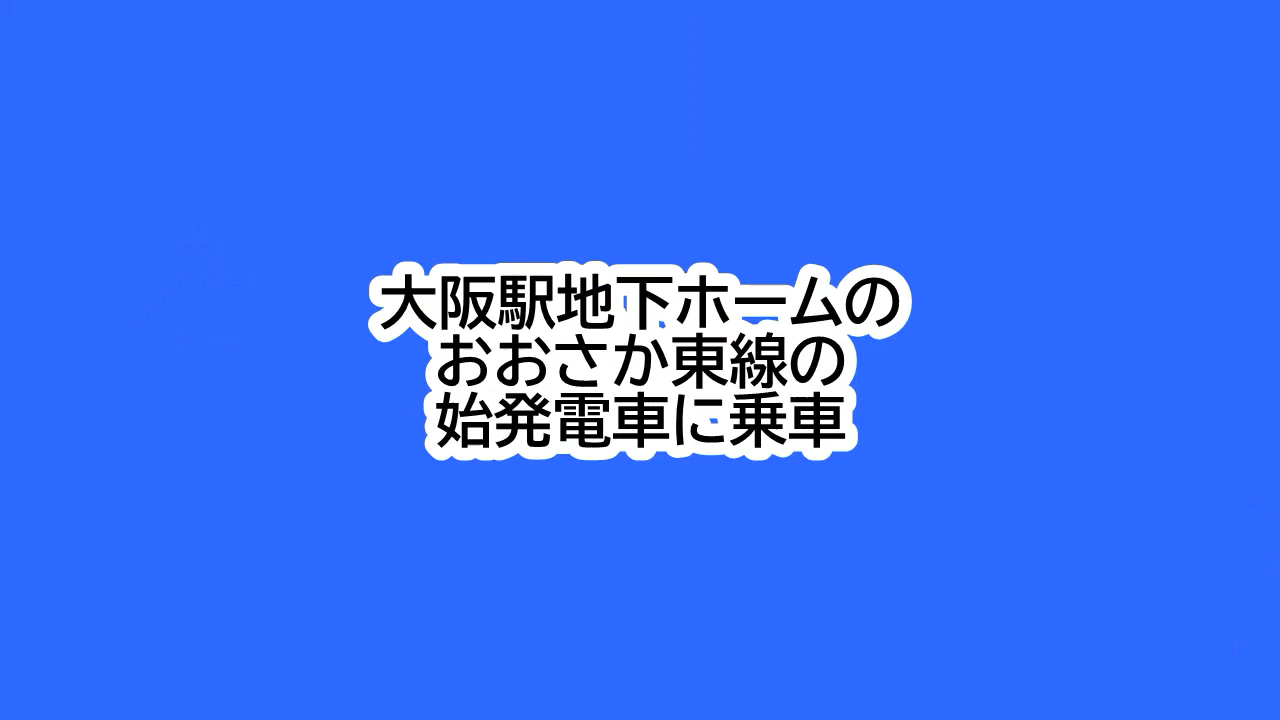 大阪駅地下ホームの
おおさか東線の
始発電車に乗車